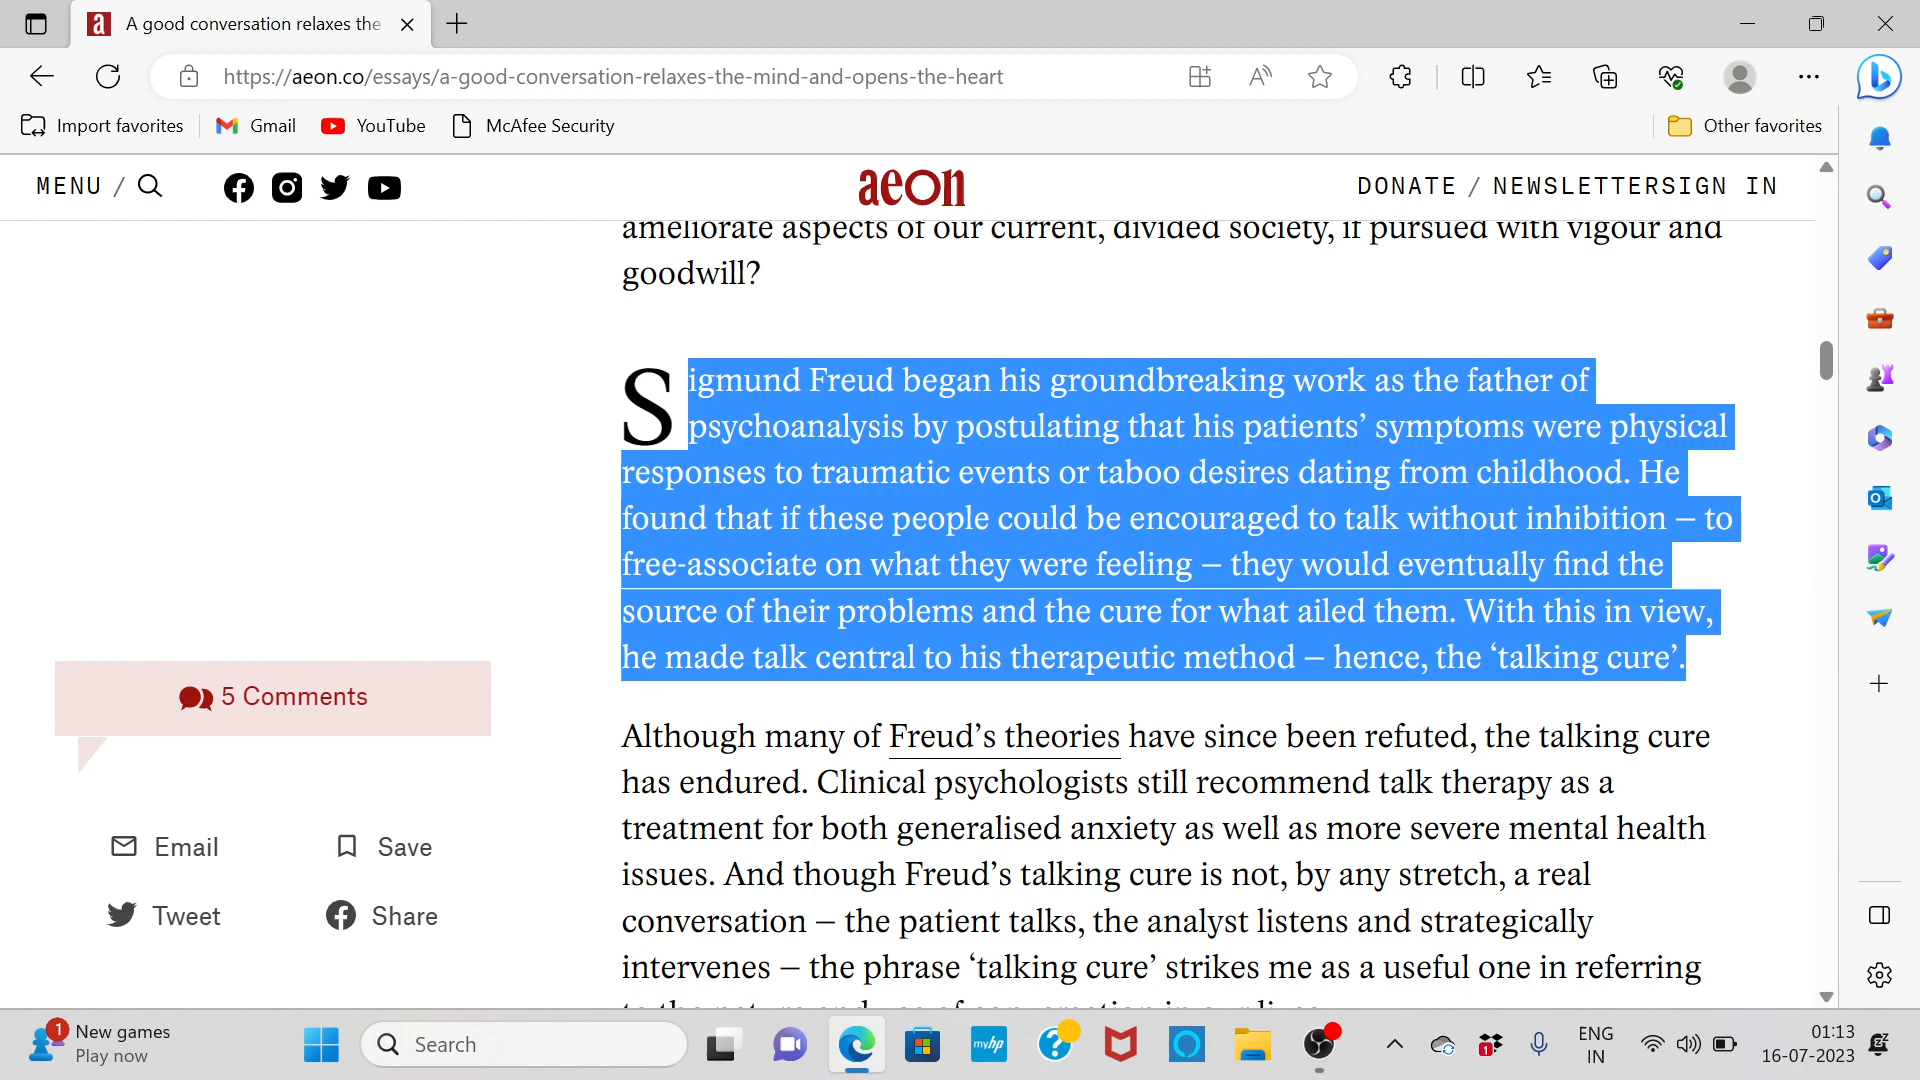 A good conversation relaxes the
https://aeon.co/essays/a-good-conversation-relaxes-the-mind-and-opens-the-heart
Import favorites
Gmail
YouTube
McAfee Security
Other favorites
MENU /
aeon
DONATE / NEWSLETTERSIGN IN
ameliorate aspects of our current, divided society, if pursued with vigour and
goodwill?
Sigmund Freud began his groundbreaking work as the father of
psychoanalysis by postulating that his patients’ symptoms were physical
responses to traumatic events or taboo desires dating from childhood. He
found that if these people could be encouraged to talk without inhibition – to
free-associate on what they were feeling – they would eventually find the
source of their problems and the cure for what ailed them. With this in view,
he made talk central to his therapeutic method – hence, the ‘talking cure’.
5 Comments
Although many of Freud’s theories have since been refuted, the talking cure
has endured. Clinical psychologists still recommend talk therapy as a
treatment for both generalised anxiety as well as more severe mental health
issues. And though Freud’s talking cure is not, by any stretch, a real
conversation – the patient talks, the analyst listens and strategically
intervenes – the phrase ‘talking cure’ strikes me as a useful one in referring
Email
Save
Tweet
Share
1
New games
Play now
Search
myhp
1
ENG
IN
01:13
16-07-2023